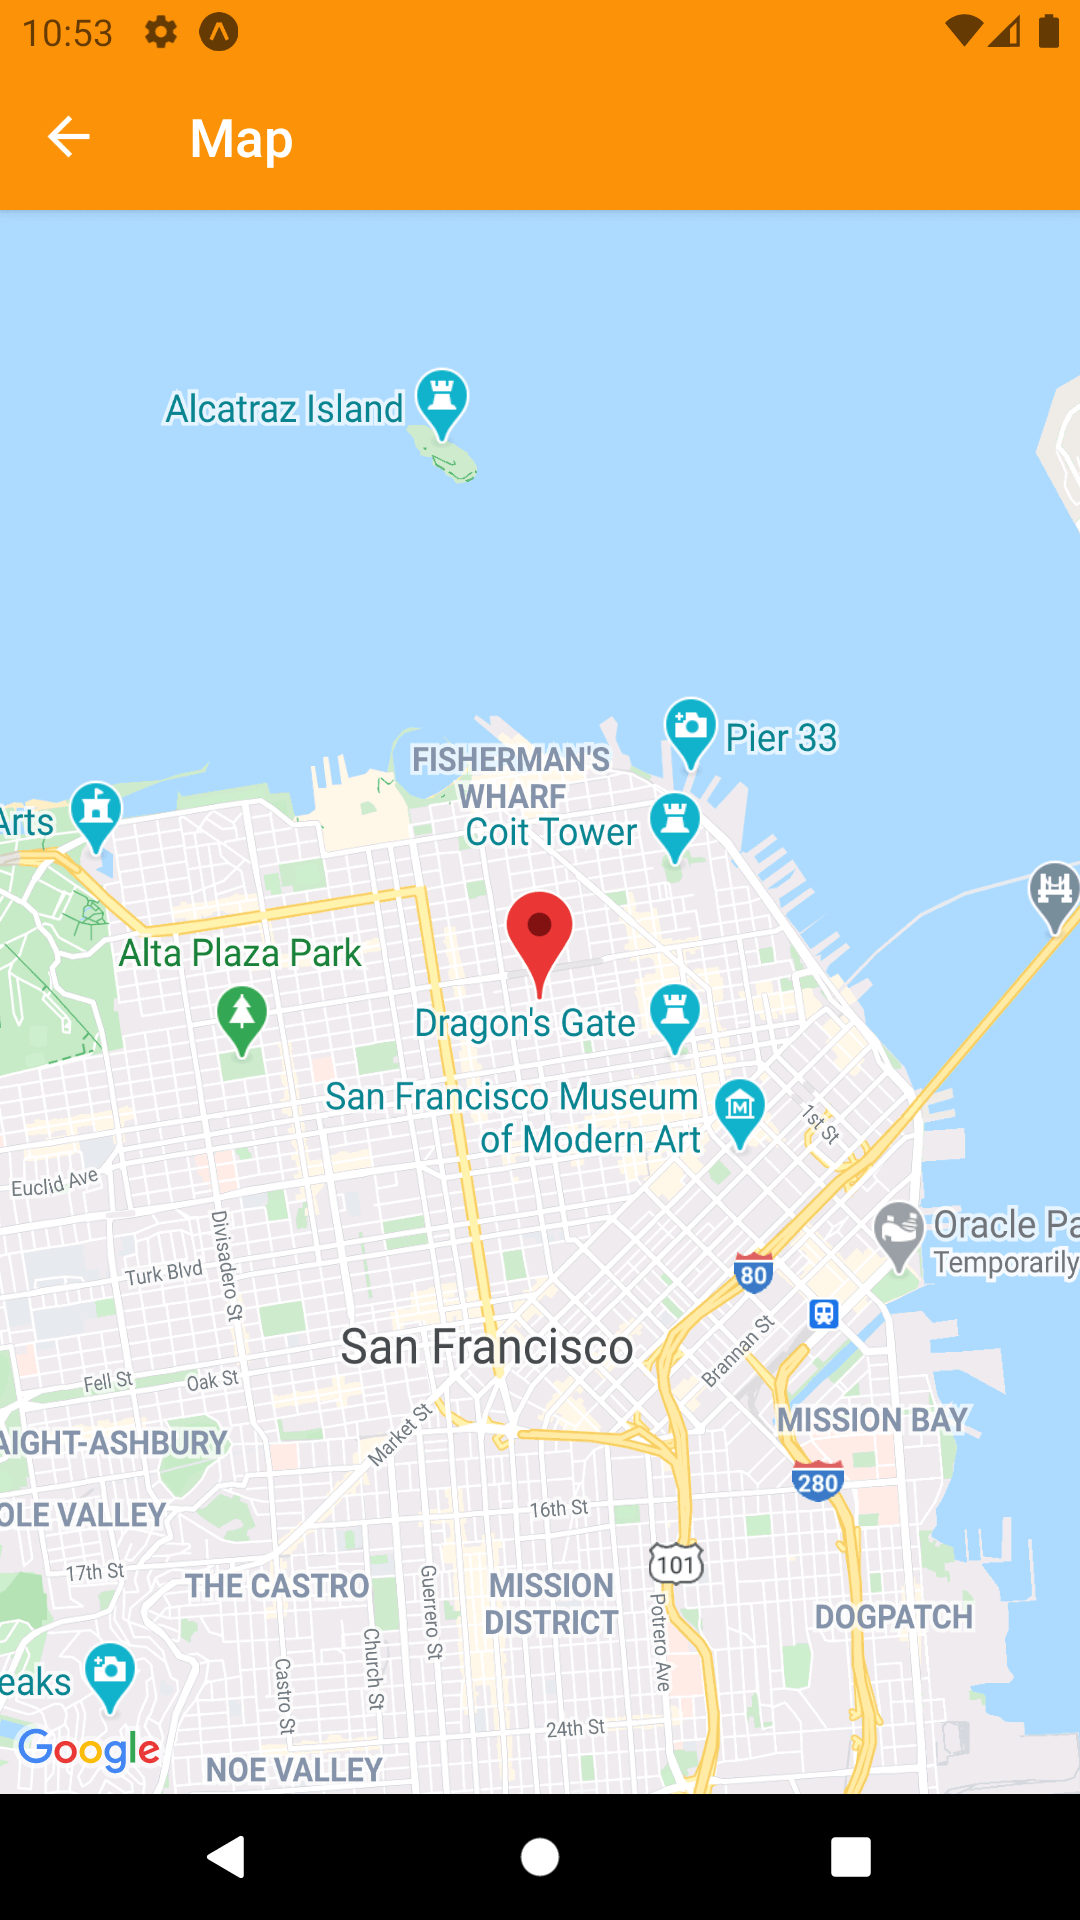 10:53
Map
Alcatraz Island
Pier 33
FISHERMAN'S
WHARF
Arts
Coit Tower
Alta Plaza Park
Dragon's Gate
San Francisco Museum
of Modern Art
1st St
Euclid Ave
Divisadero St
Oracle Pa
Temporarily
Turk Blvd
80
San Francisco
Brannan St
Fell St
Oak St
Market St
MISSION BAY
AIGHT-ASHBURY
280
OLE VALLEY
16th St
17th St
101
THE CASTRO
Guerrero St
MISSION
DISTRICT
Potrero Ave
DOGPATCH
Church St
Castro St
eaks
24th St
Google
NOE VALLEY